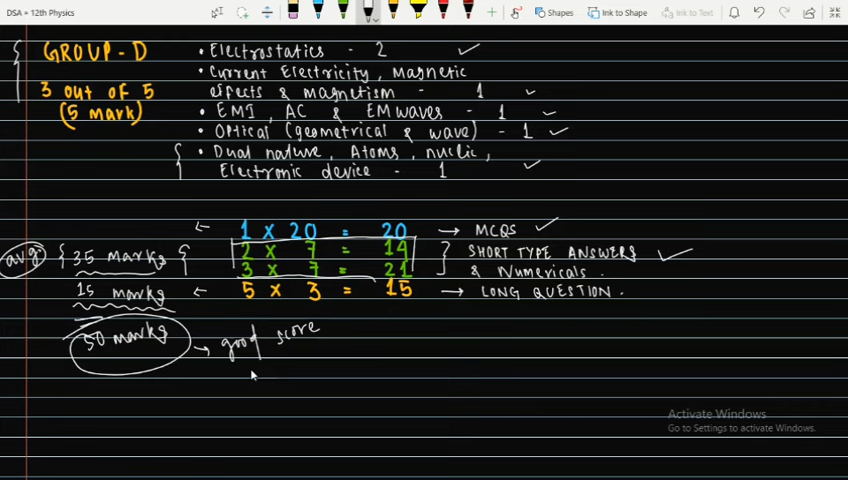 DSA - 12th Physics
Shapes
Ink to Shape
Ink to Text
GROUP-D
3 out of 5
(5 mark)
• Electrostatics - 2
• Current Electricity, Magnetic
effects & magnetism - 1
• EMI, AC & EM waves - 1
• Optical (geometrical & wave) - 1
• Dual nature, Atoms, nuclic,
Electronic device - 1
1 x 20 = 20 → MCQS
avg { 35 marks { 2 x 7 = 14 } SHORT TYPE ANSWERS
3 x 7 = 21 & Numericals.
15 marks ← 5 x 3 = 15 → LONG QUESTION.
50 marks → good score
Activate Windows
Go to Settings to activate Windows.